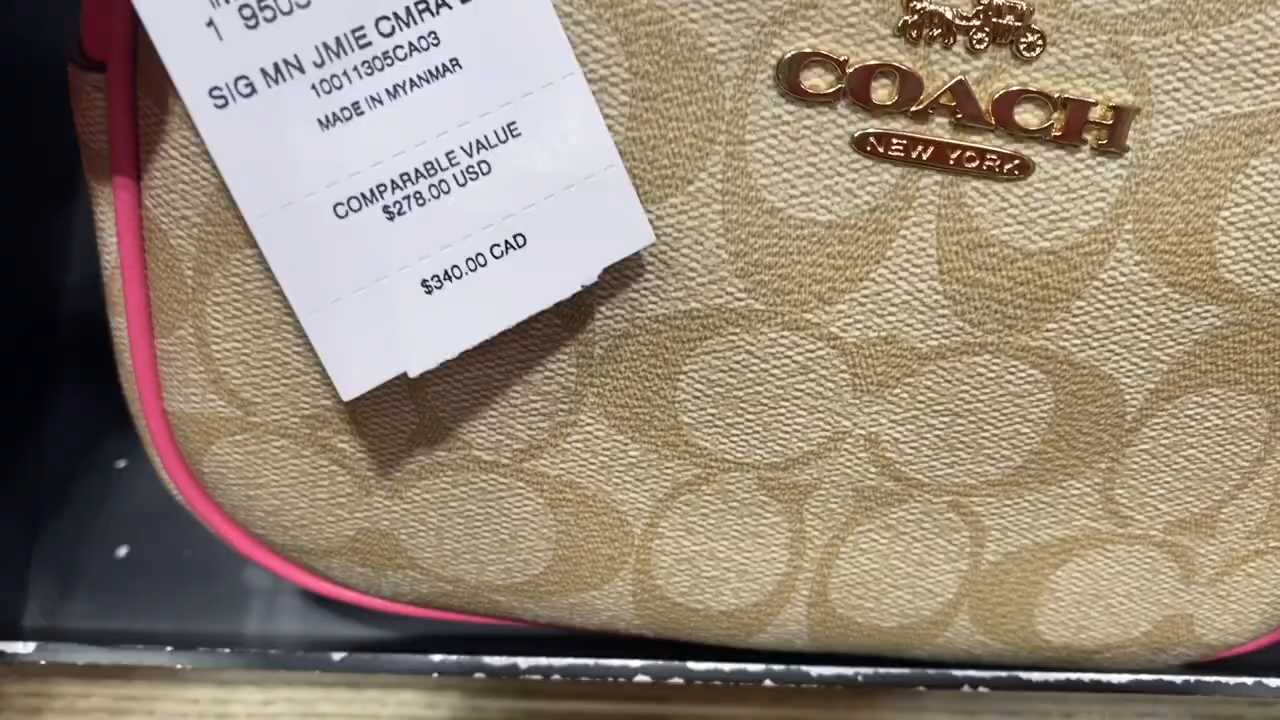 SIG MN JMIE CMRA
10011305CA03
MADE IN MYANMAR
COMPARABLE VALUE
$278.00 USD
$340.00 CAD
COACH
NEW YORK